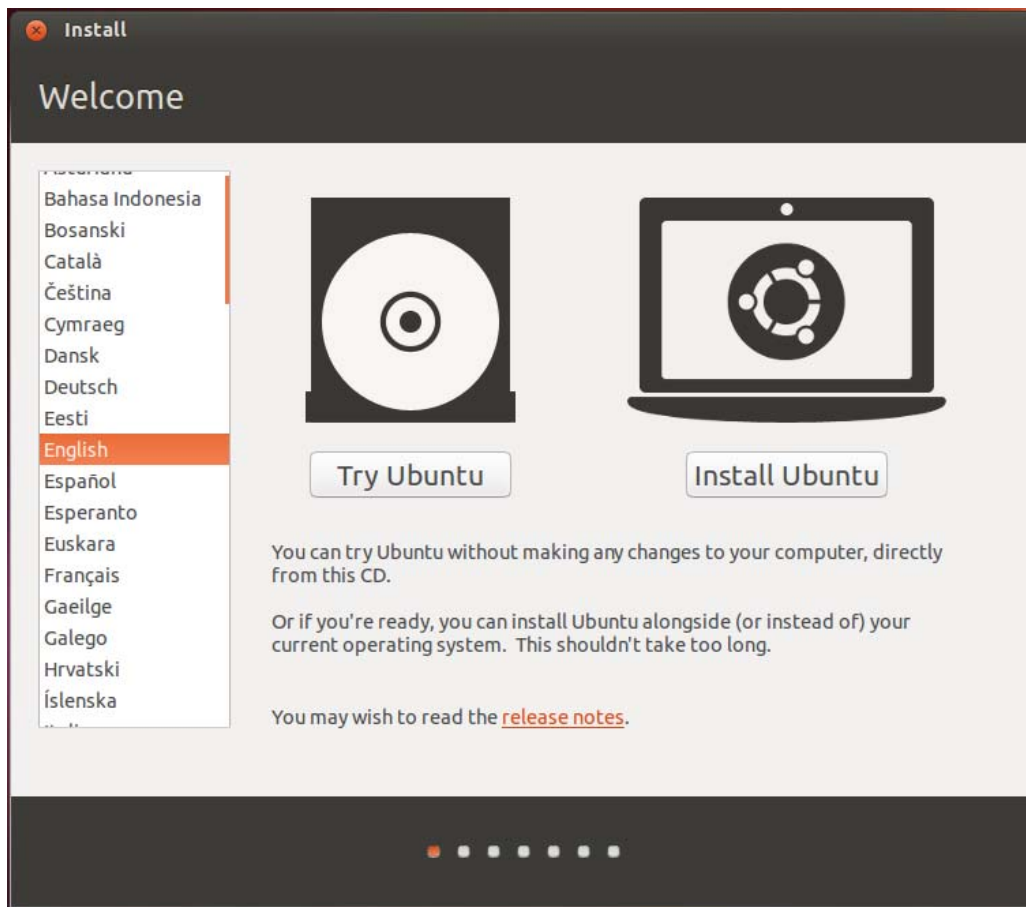 Install
Welcome
Bahasa Indonesia
Bosanski
Català
Čeština
Cymraeg
Dansk
Deutsch
Eesti
English
Español
Esperanto
Euskara
Français
Gaeilge
Galego
Hrvatski
Íslenska
Try Ubuntu
Install Ubuntu
You can try Ubuntu without making any changes to your computer, directly
from this CD.
Or if you're ready, you can install Ubuntu alongside (or instead of) your
current operating system. This shouldn't take too long.
You may wish to read the release notes.